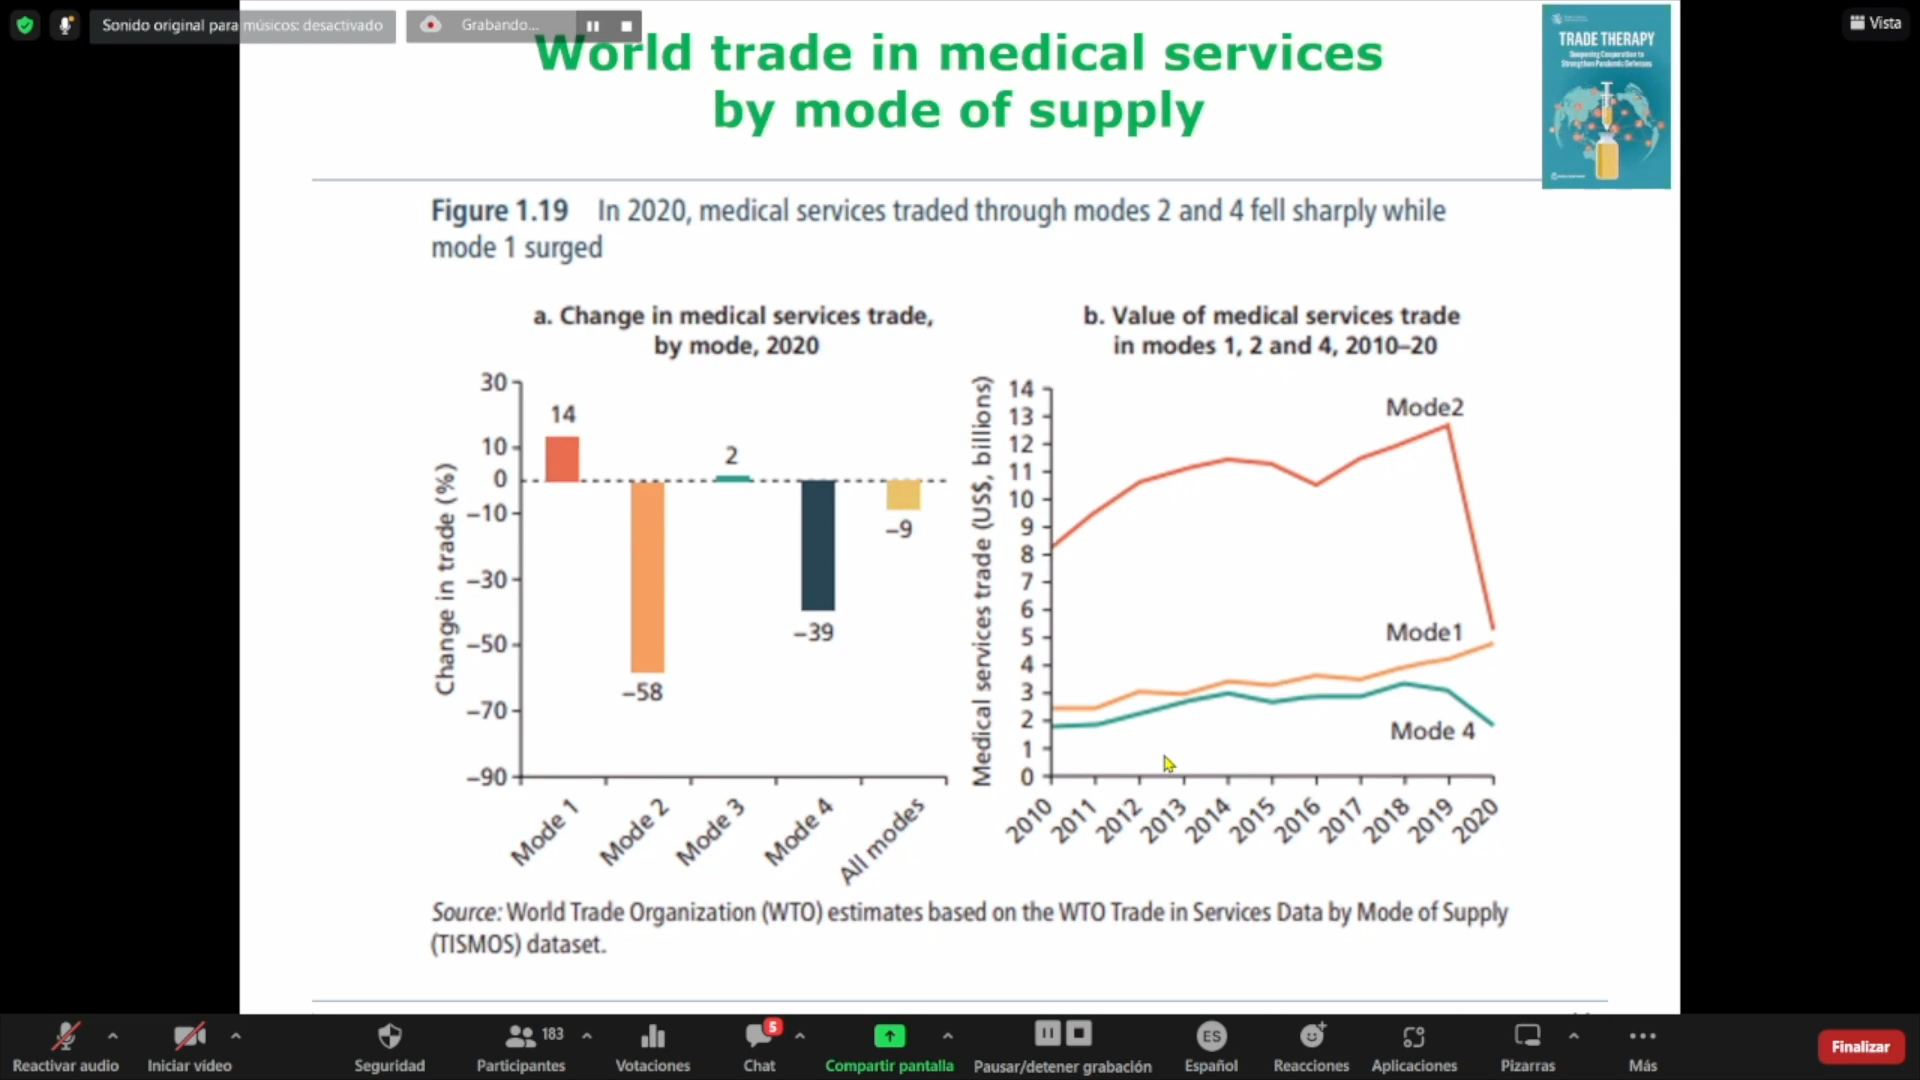 Sonido original para músicos: desactivado
Grabando...
Vista
World trade in medical services
by mode of supply
TRADE THERAPY
Deepening Cooperation to
Strengthen Pandemic Defenses
Figure 1.19 In 2020, medical services traded through modes 2 and 4 fell sharply while
mode 1 surged
a. Change in medical services trade,
by mode, 2020
Change in trade (%)
30
10
0
−10
−30
−50
−70
−90
14
−58
2
−39
−9
Mode 1
Mode 2
Mode 3
Mode 4
All modes
b. Value of medical services trade
in modes 1, 2 and 4, 2010–20
Medical services trade (US$, billions)
14
13
12
11
10
9
8
7
6
5
4
3
2
1
0
Mode2
Mode1
Mode 4
2010
2011
2012
2013
2014
2015
2016
2017
2018
2019
2020
Source: World Trade Organization (WTO) estimates based on the WTO Trade in Services Data by Mode of Supply
(TISMOS) dataset.
Reactivar audio
Iniciar vídeo
Seguridad
183
Participantes
Votaciones
5
Chat
Compartir pantalla
Pausar/detener grabación
ES
Español
Reacciones
Aplicaciones
Pizarras
Más
Finalizar